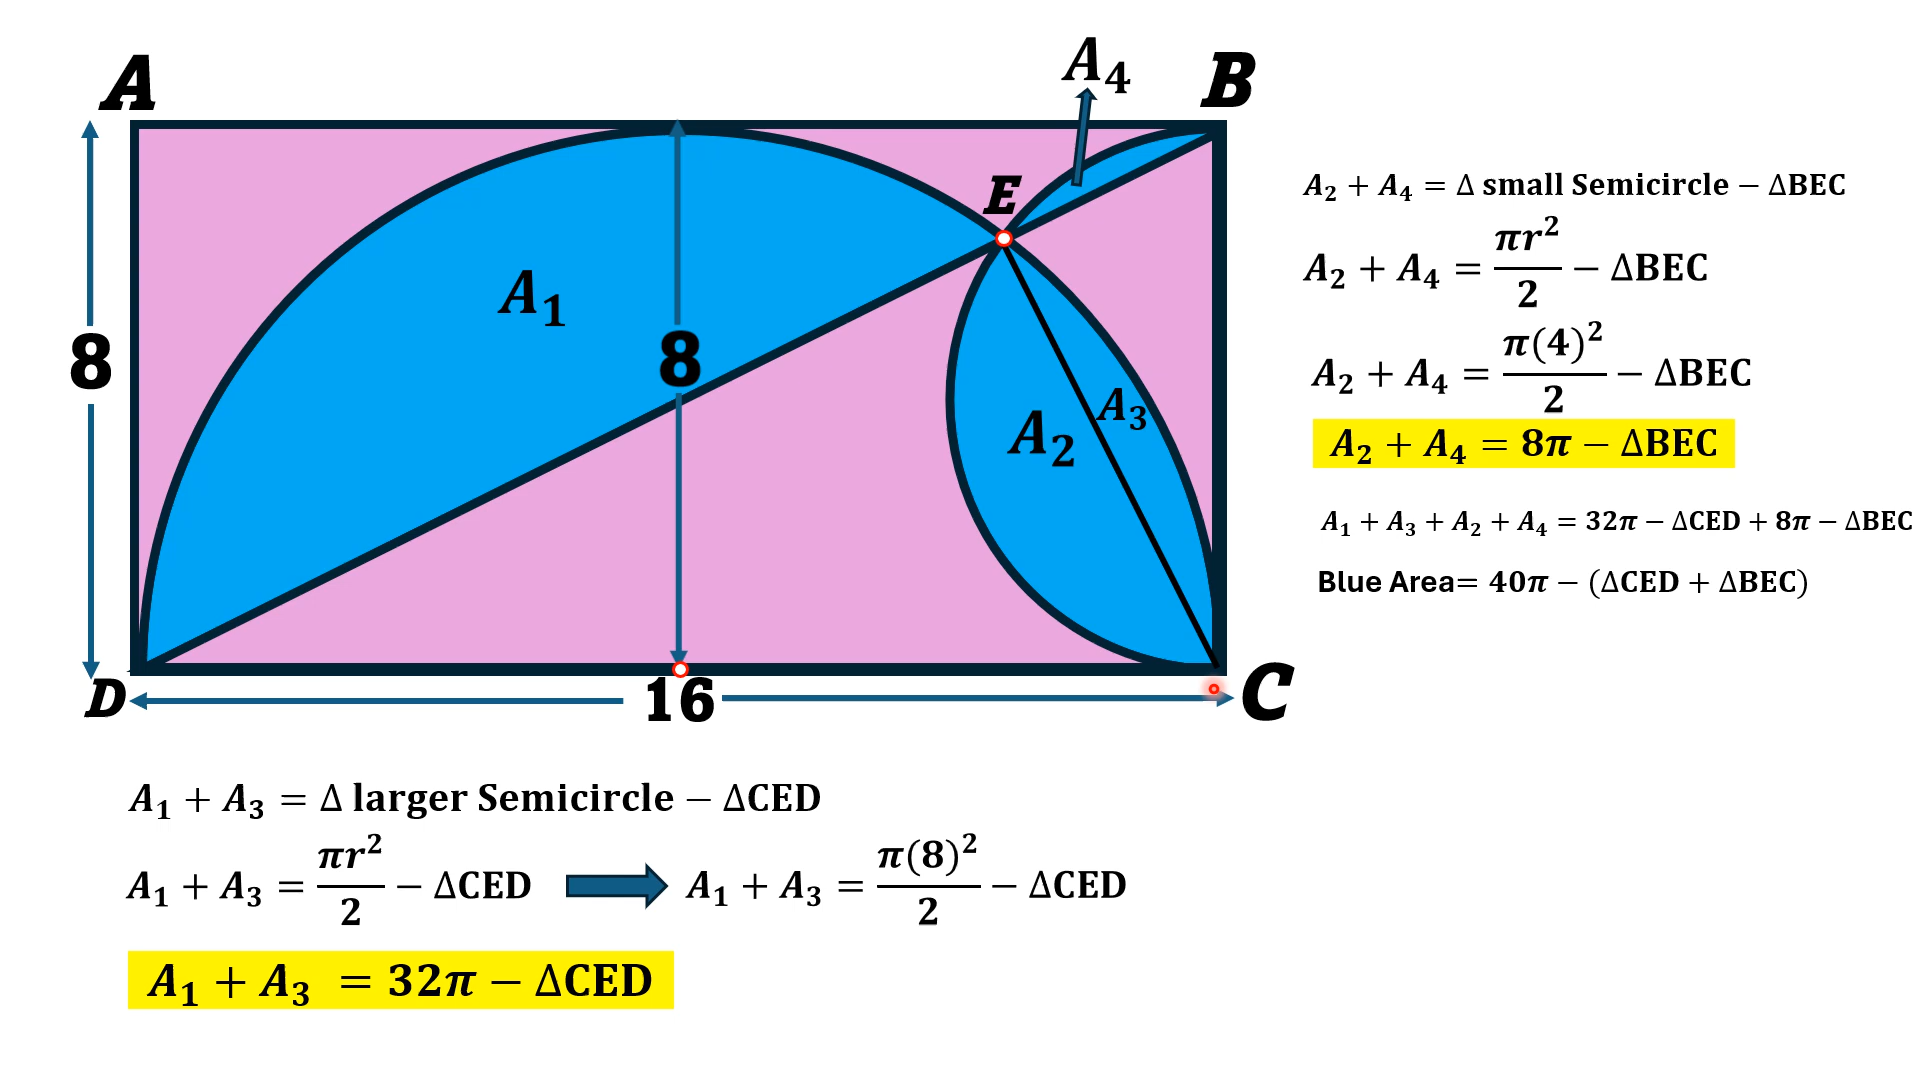 A₄
A
B
E
A₁
8
8
A₃
A₂
D
16
C
A₂ + A₄ = Δ small Semicircle − ΔBEC
A₂ + A₄ = πr²/2 − ΔBEC
A₂ + A₄ = π(4)²/2 − ΔBEC
A₂ + A₄ = 8π − ΔBEC
A₁ + A₃ + A₂ + A₄ = 32π − ΔCED + 8π − ΔBEC
Blue Area= 40π − (ΔCED + ΔBEC)
A₁ + A₃ = Δ larger Semicircle − ΔCED
A₁ + A₃ = πr²/2 − ΔCED A₁ + A₃ = π(8)²/2 − ΔCED
A₁ + A₃ = 32π − ΔCED